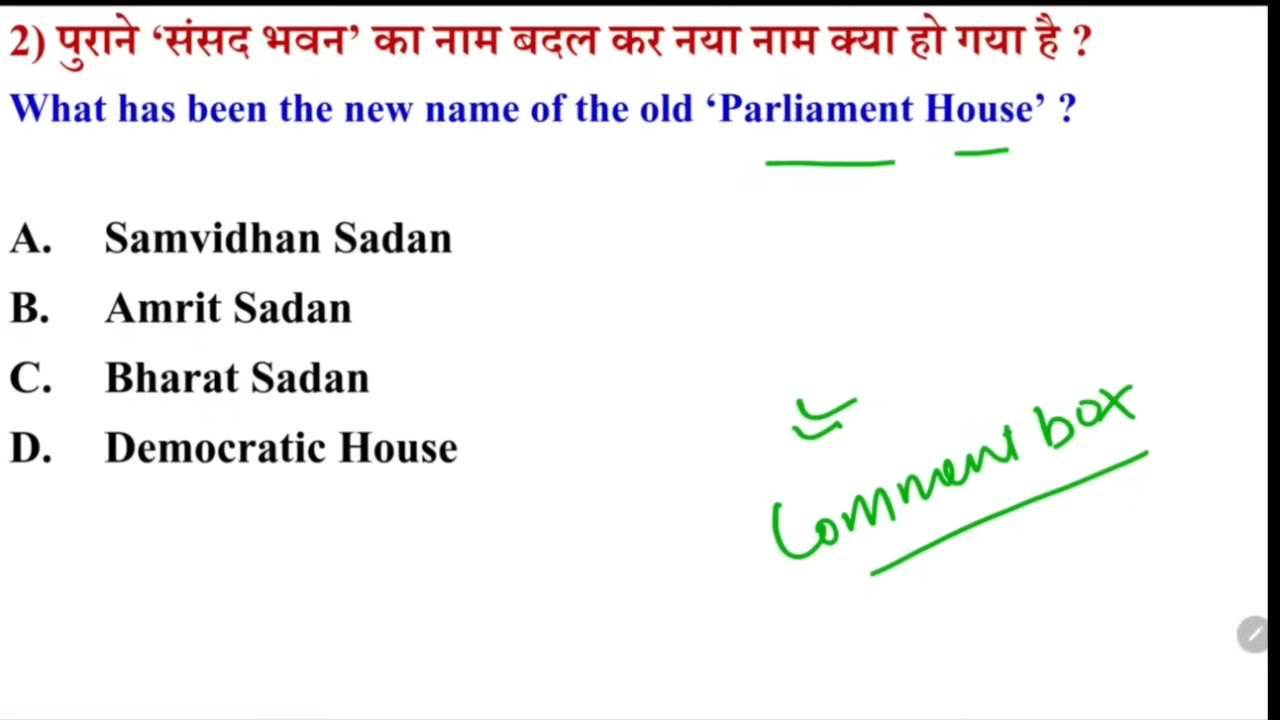 2) पुराने ‘संसद भवन’ का नाम बदल कर नया नाम क्या हो गया है ?
What has been the new name of the old ‘Parliament House’ ?
A. Samvidhan Sadan
B. Amrit Sadan
C. Bharat Sadan
D. Democratic House
Comment box